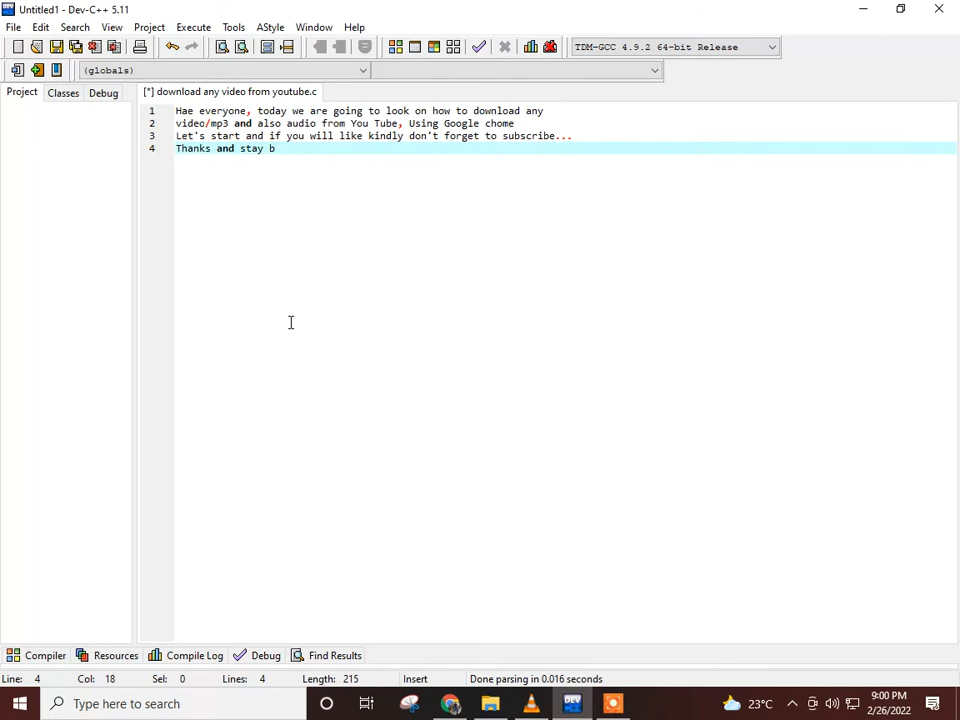 Untitled1 - Dev-C++ 5.11
File Edit Search View Project Execute Tools AStyle Window Help
TDM-GCC 4.9.2 64-bit Release
(globals)
Project Classes Debug [*] download any video from youtube.c
1 Hae everyone, today we are going to look on how to download any
2 video/mp3 and also audio from You Tube, Using Google chome
3 Let's start and if you will like kindly don't forget to subscribe...
4 Thanks and stay b
Compiler Resources Compile Log Debug Find Results
Line: 4 Col: 18 Sel: 0 Lines: 4 Length: 215 Insert Done parsing in 0.016 seconds
Type here to search DEV 23°C 9:00 PM
2/26/2022